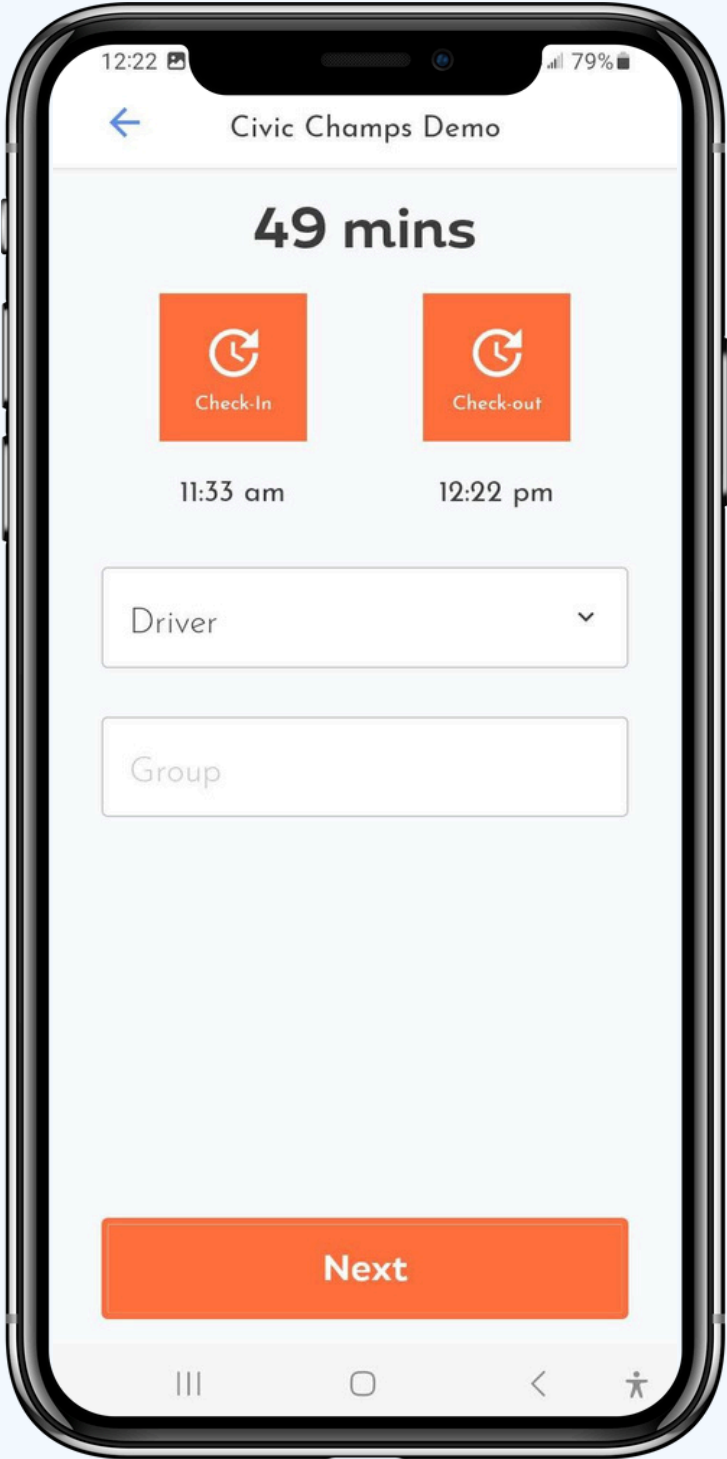 12:22 79%
Civic Champs Demo
49 mins
Check-In Check-out
11:33 am 12:22 pm
Driver
Group
Next